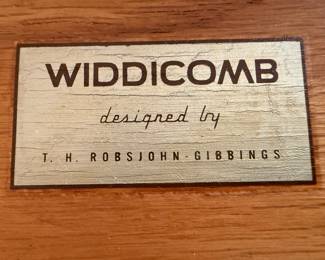 WIDDICOMB
designed by
T. H. ROBSJOHN-GIBBINGS